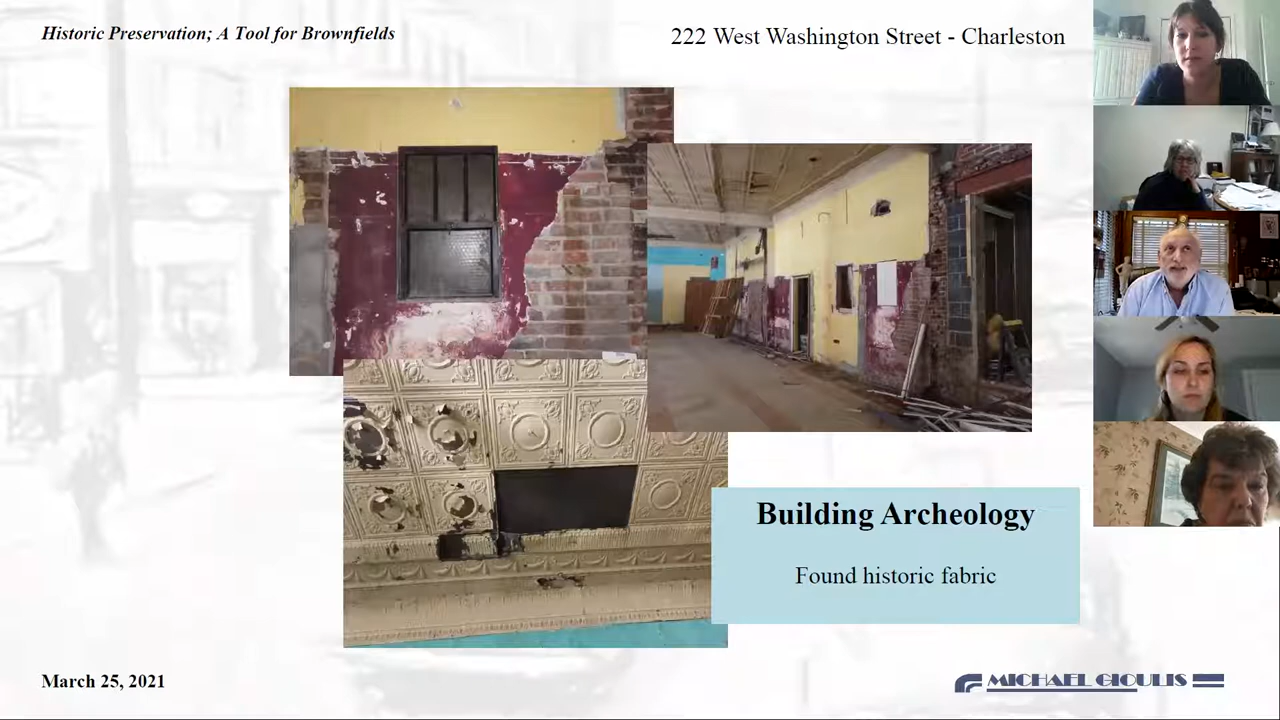 Historic Preservation; A Tool for Brownfields
222 West Washington Street - Charleston
Building Archeology
Found historic fabric
March 25, 2021
MICHAEL GIOULIS